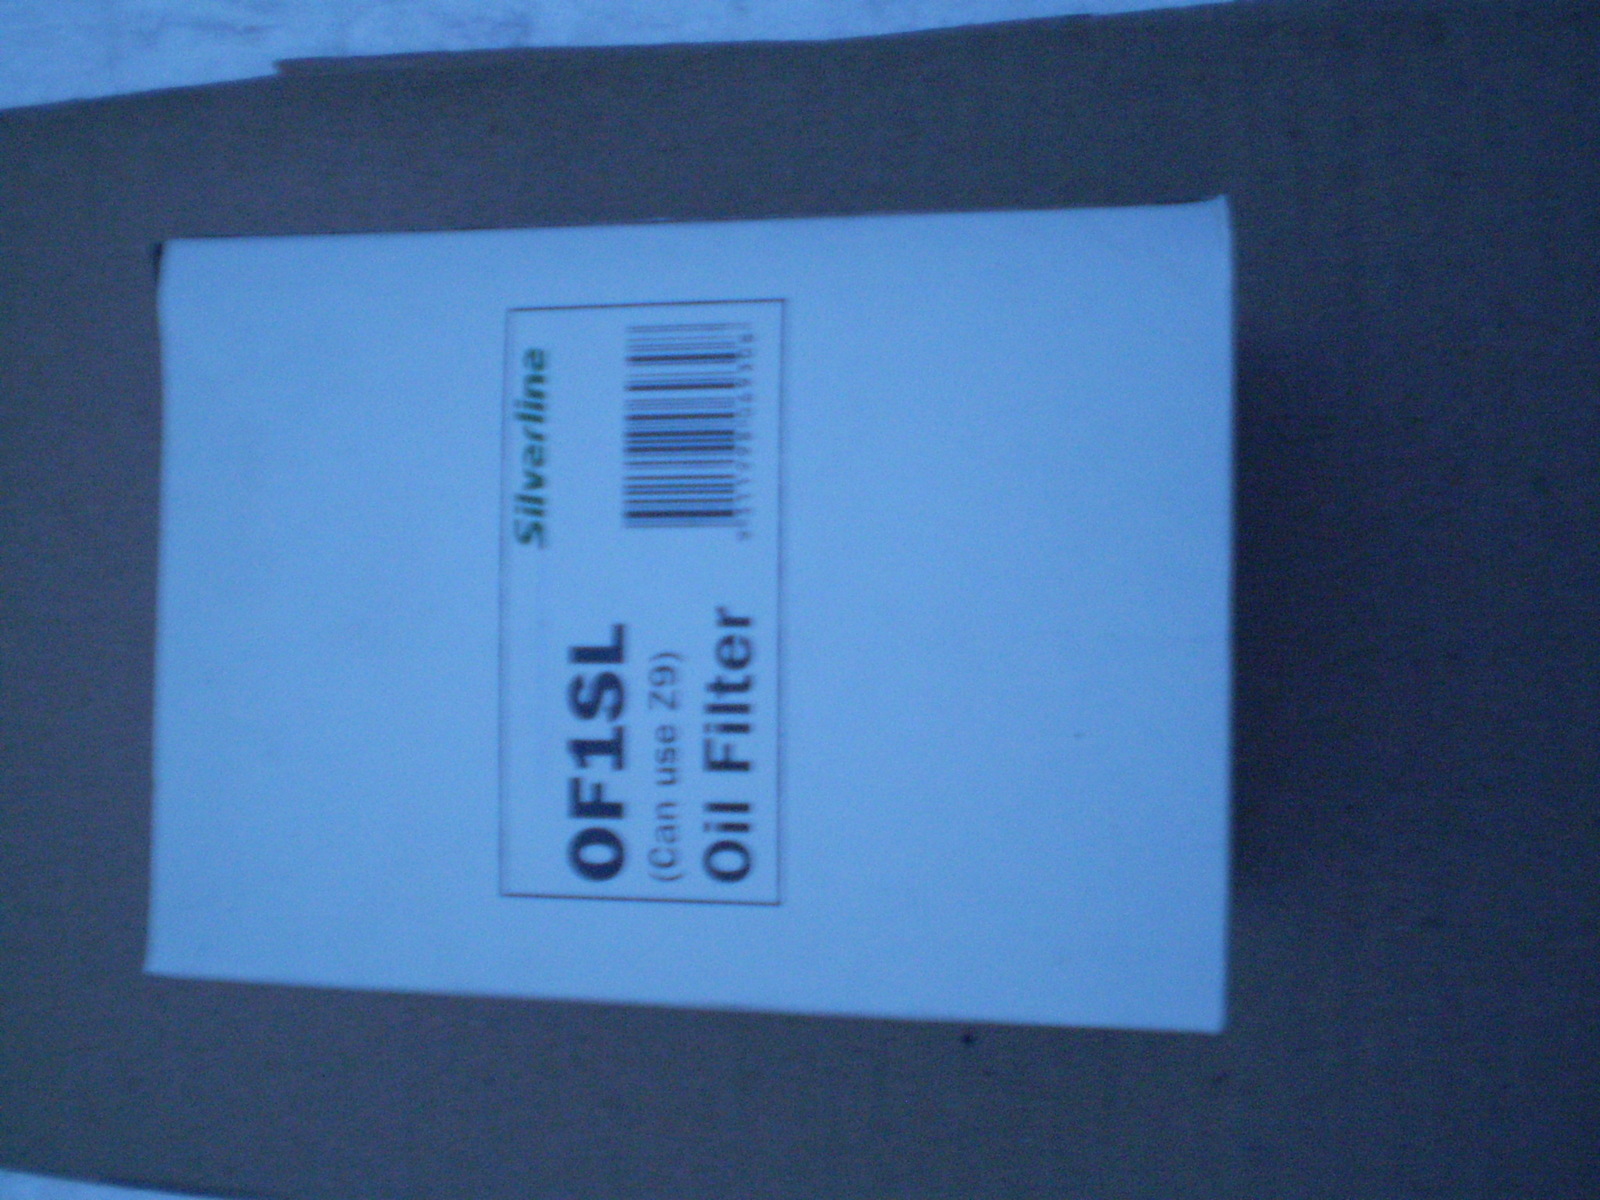 Silverline
OF1SL
(Can use Z9)
Oil Filter